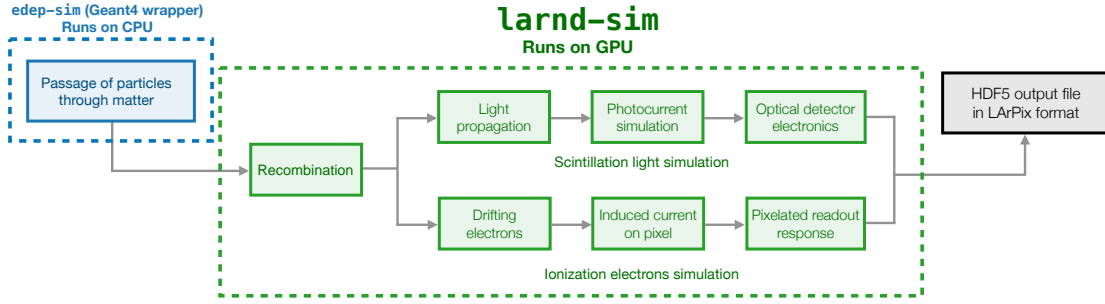 edep-sim (Geant4 wrapper)
Runs on CPU
Passage of particles
through matter
larnd-sim
Runs on GPU
Recombination
Light
propagation
Photocurrent
simulation
Optical detector
electronics
Scintillation light simulation
Drifting
electrons
Induced current
on pixel
Pixelated readout
response
Ionization electrons simulation
HDF5 output file
in LArPix format